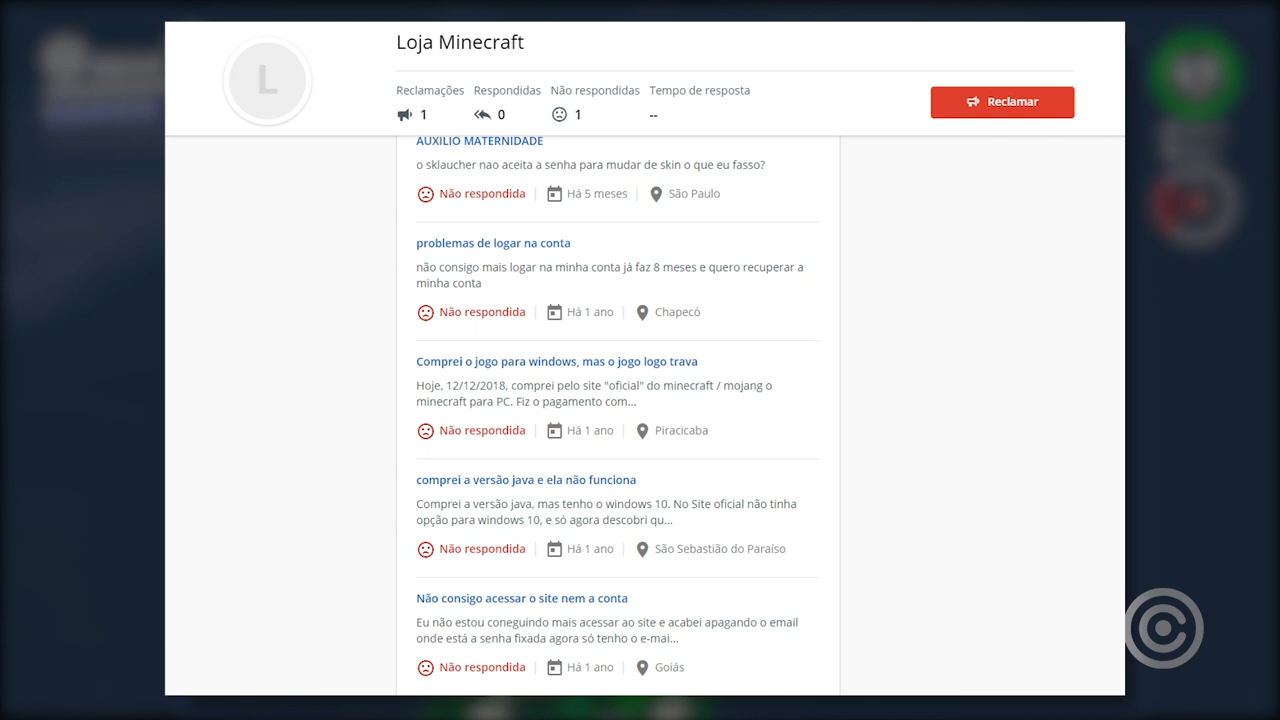 L
Loja Minecraft
Reclamações Respondidas Não respondidas Tempo de resposta
1 0 1 --
Reclamar
AUXILIO MATERNIDADE
o sklaucher nao aceita a senha para mudar de skin o que eu fasso?
Não respondida Há 5 meses São Paulo
problemas de logar na conta
não consigo mais logar na minha conta já faz 8 meses e quero recuperar a
minha conta
Não respondida Há 1 ano Chapecó
Comprei o jogo para windows, mas o jogo logo trava
Hoje, 12/12/2018, comprei pelo site "oficial" do minecraft / mojang o
minecraft para PC. Fiz o pagamento com...
Não respondida Há 1 ano Piracicaba
comprei a versão java e ela não funciona
Comprei a versão java, mas tenho o windows 10. No Site oficial não tinha
opção para windows 10, e só agora descobri qu...
Não respondida Há 1 ano São Sebastião do Paraíso
Não consigo acessar o site nem a conta
Eu não estou coneguindo mais acessar ao site e acabei apagando o email
onde está a senha fixada agora só tenho o e-mai...
Não respondida Há 1 ano Goiás